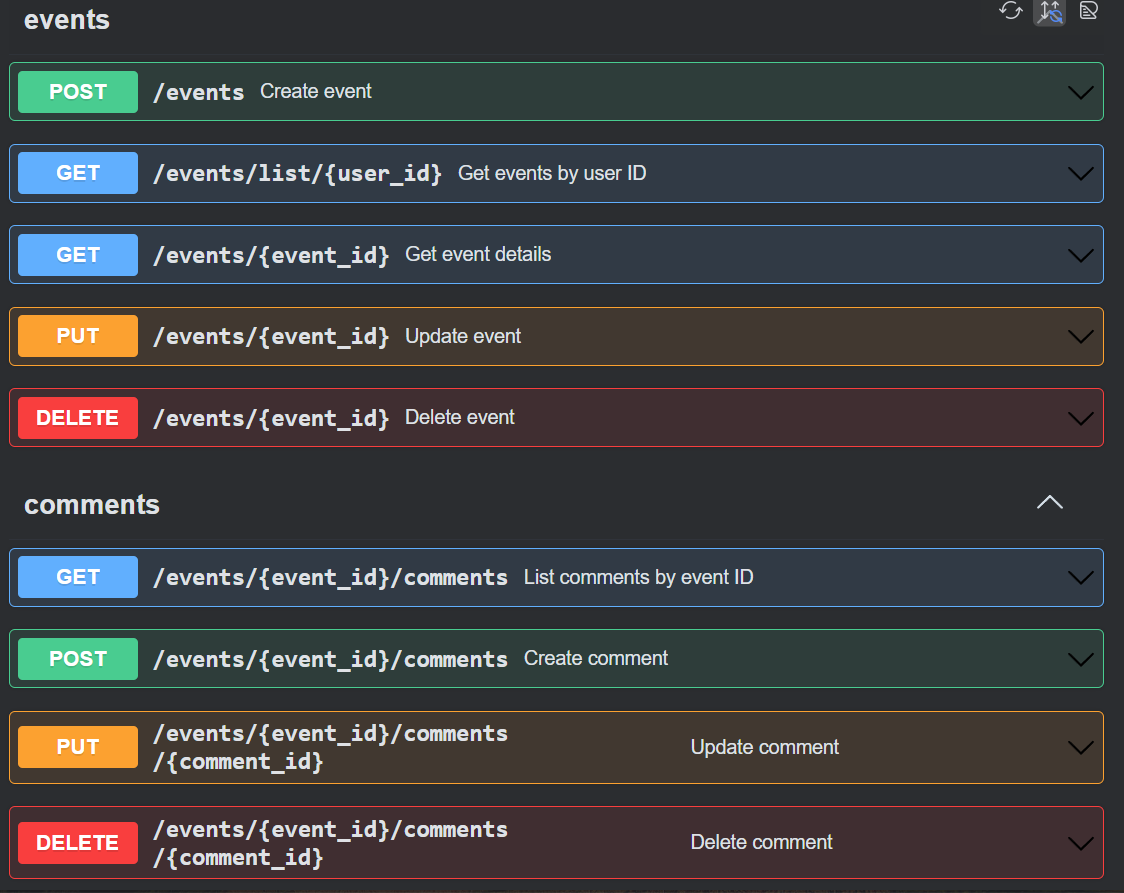 events
POST /events Create event
GET /events/list/{user_id} Get events by user ID
GET /events/{event_id} Get event details
PUT /events/{event_id} Update event
DELETE /events/{event_id} Delete event
comments
GET /events/{event_id}/comments List comments by event ID
POST /events/{event_id}/comments Create comment
PUT /events/{event_id}/comments
/{comment_id} Update comment
DELETE /events/{event_id}/comments
/{comment_id} Delete comment